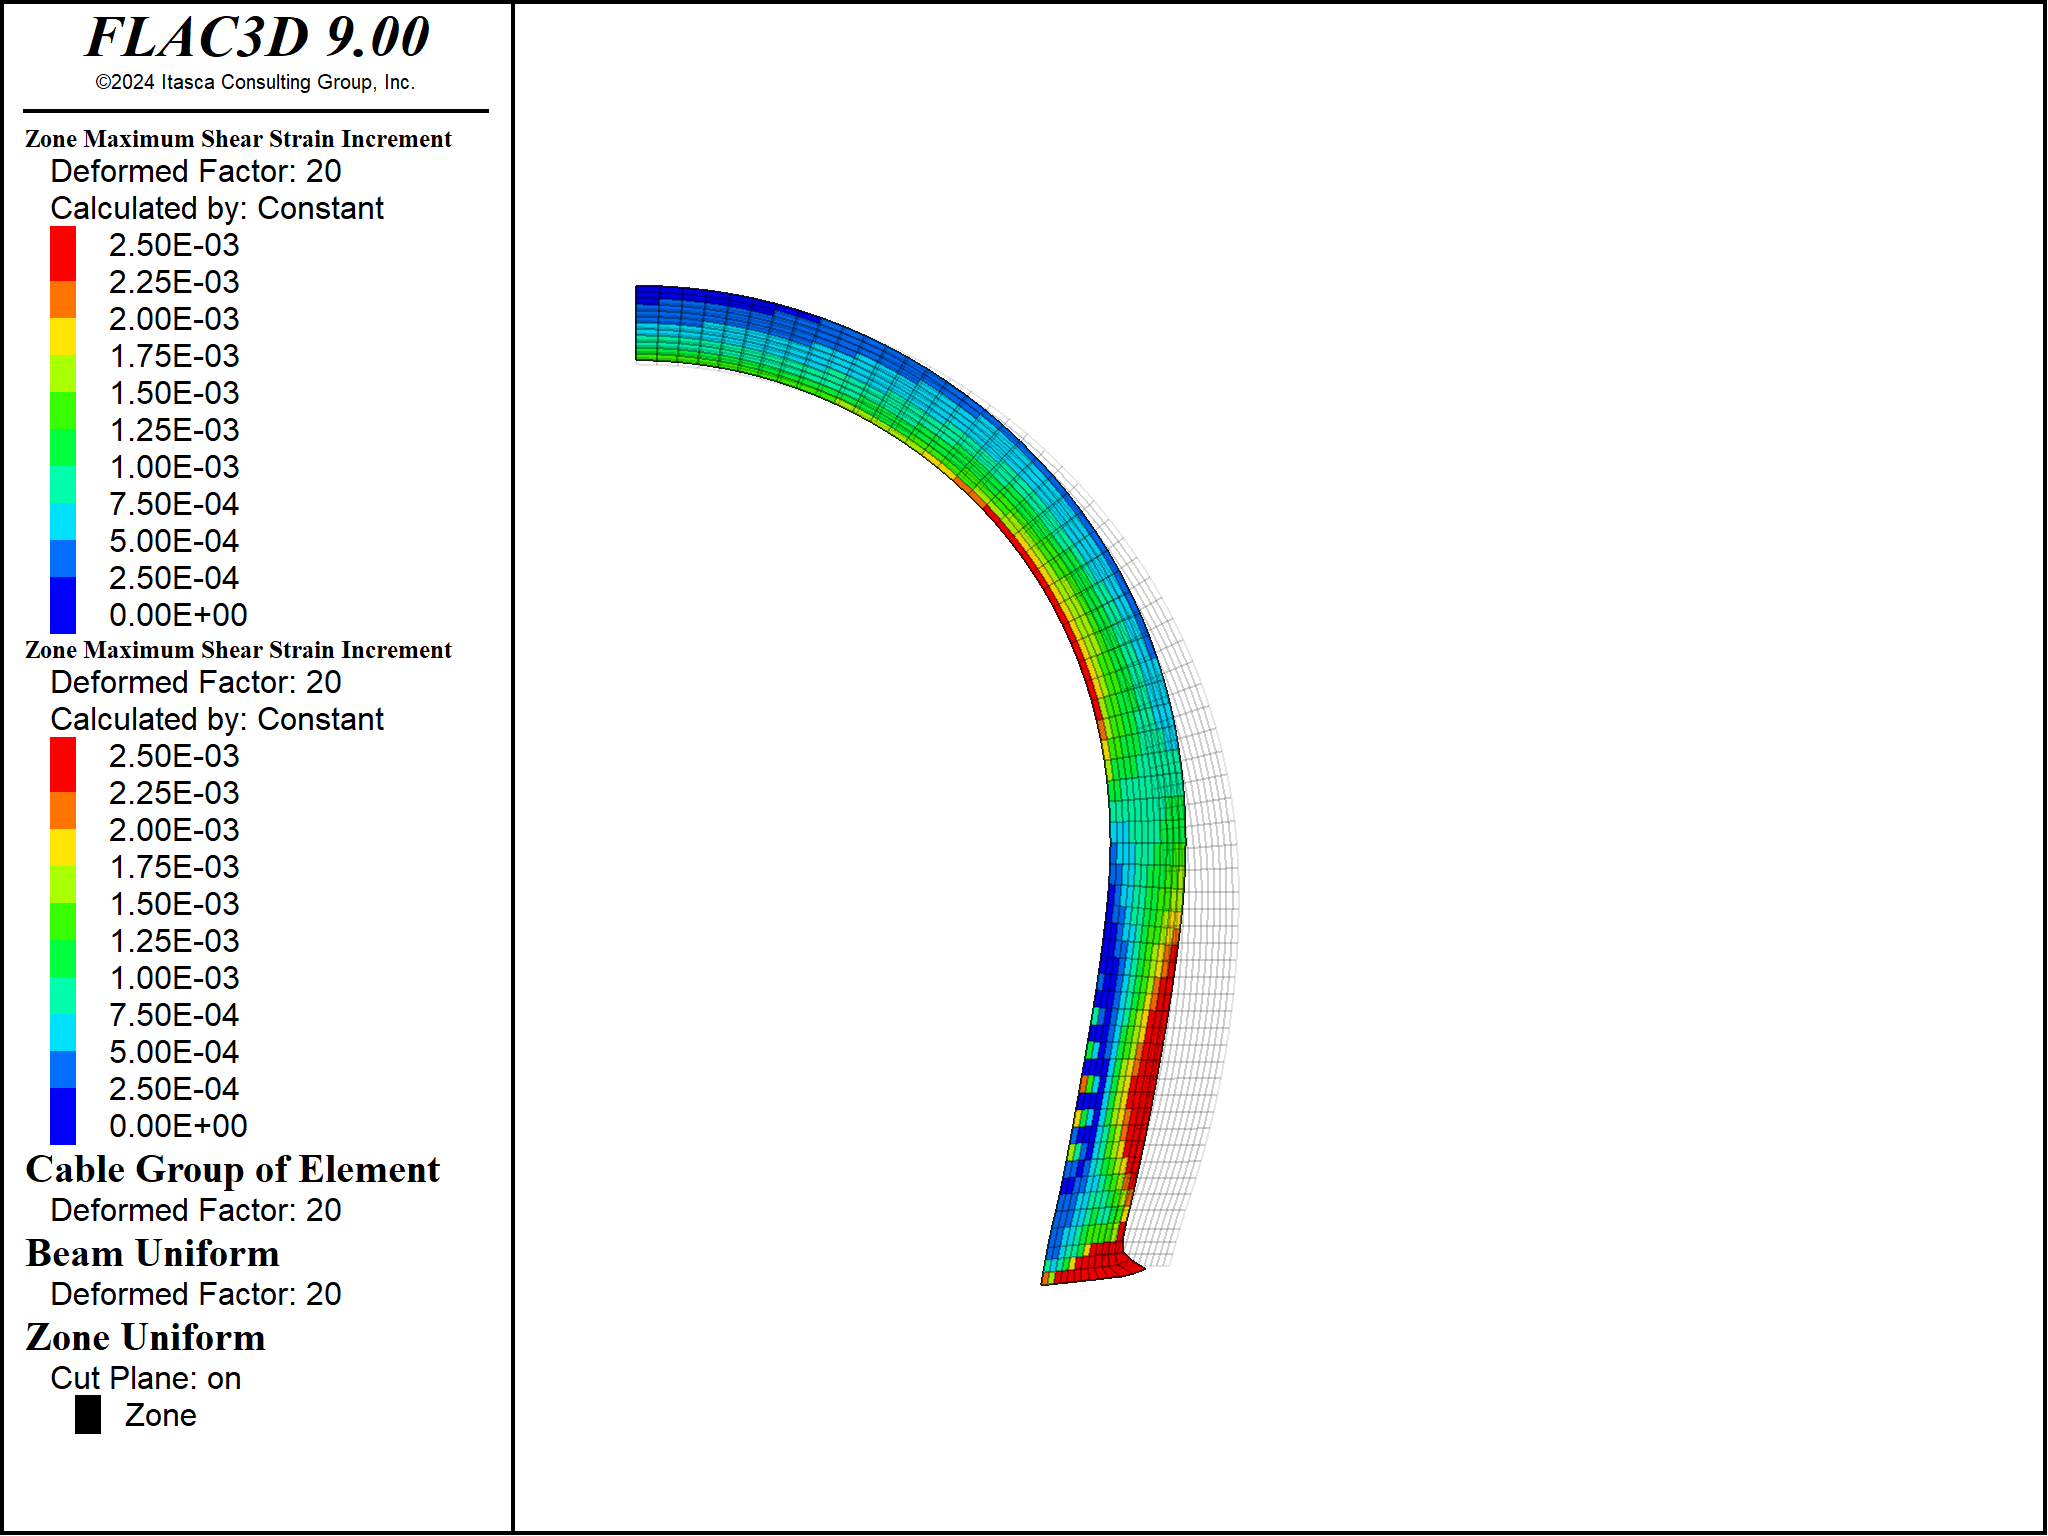 FLAC3D 9.00
©2024 Itasca Consulting Group, Inc.
Zone Maximum Shear Strain Increment
Deformed Factor: 20
Calculated by: Constant
2.50E-03
2.25E-03
2.00E-03
1.75E-03
1.50E-03
1.25E-03
1.00E-03
7.50E-04
5.00E-04
2.50E-04
0.00E+00
Zone Maximum Shear Strain Increment
Deformed Factor: 20
Calculated by: Constant
2.50E-03
2.25E-03
2.00E-03
1.75E-03
1.50E-03
1.25E-03
1.00E-03
7.50E-04
5.00E-04
2.50E-04
0.00E+00
Cable Group of Element
Deformed Factor: 20
Beam Uniform
Deformed Factor: 20
Zone Uniform
Cut Plane: on
Zone